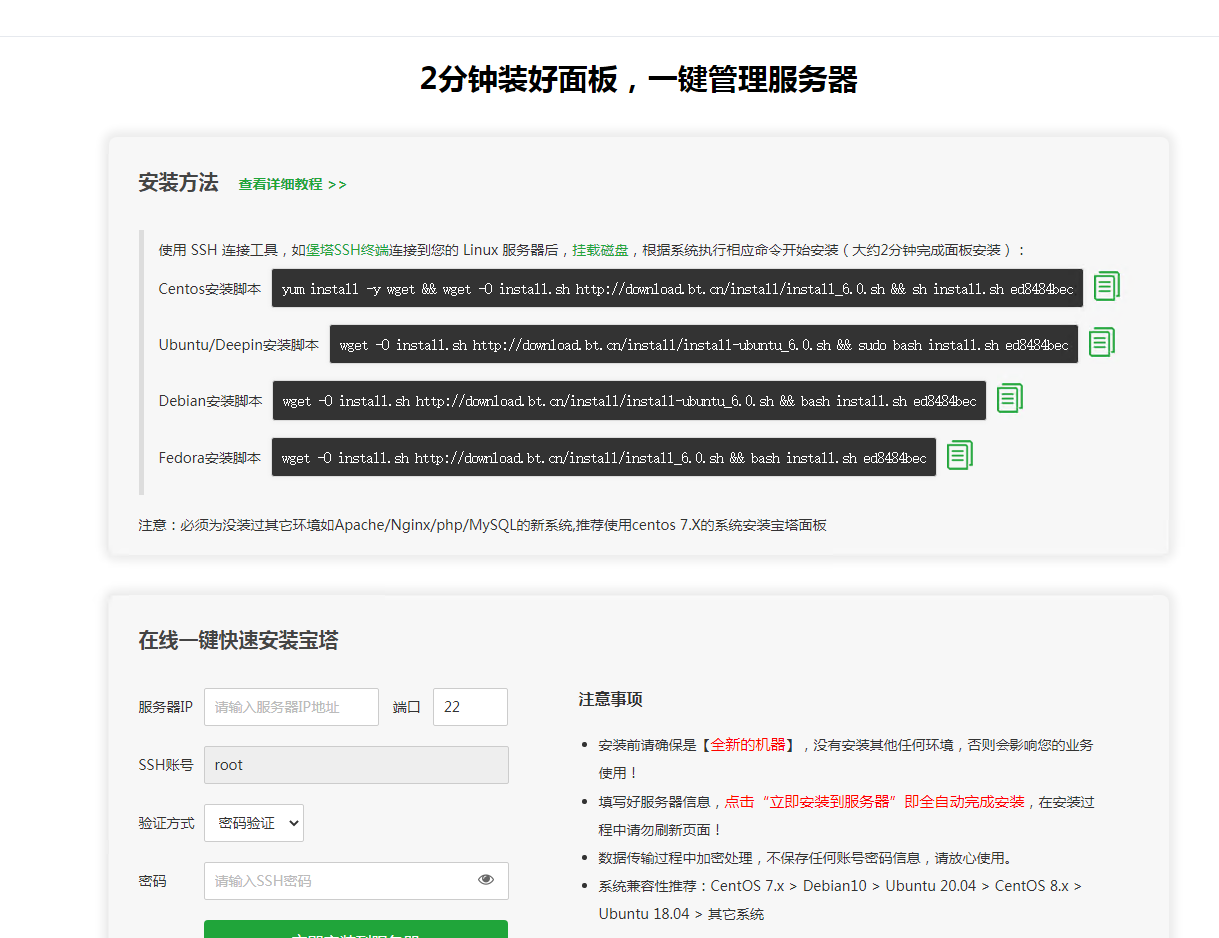 2分钟装好面板，一键管理服务器
安装方法 查看详细教程 >>
使用 SSH 连接工具，如堡塔SSH终端连接到您的 Linux 服务器后，挂载磁盘，根据系统执行相应命令开始安装（大约2分钟完成面板安装）：
Centos安装脚本 yum install -y wget && wget -O install.sh http://download.bt.cn/install/install_6.0.sh && sh install.sh ed8484bec
Ubuntu/Deepin安装脚本 wget -O install.sh http://download.bt.cn/install/install-ubuntu_6.0.sh && sudo bash install.sh ed8484bec
Debian安装脚本 wget -O install.sh http://download.bt.cn/install/install-ubuntu_6.0.sh && bash install.sh ed8484bec
Fedora安装脚本 wget -O install.sh http://download.bt.cn/install/install_6.0.sh && bash install.sh ed8484bec
注意：必须为没装过其它环境如Apache/Nginx/php/MySQL的新系统,推荐使用centos 7.X的系统安装宝塔面板
在线一键快速安装宝塔
服务器IP 请输入服务器IP地址 端口 22
SSH账号 root
验证方式 密码验证
密码 请输入SSH密码
立即安装到服务器
注意事项
安装前请确保是【全新的机器】，没有安装其他任何环境，否则会影响您的业务
使用！
填写好服务器信息，点击“立即安装到服务器”即全自动完成安装，在安装过
程中请勿刷新页面！
数据传输过程中加密处理，不保存任何账号密码信息，请放心使用。
系统兼容性推荐：CentOS 7.x > Debian10 > Ubuntu 20.04 > CentOS 8.x >
Ubuntu 18.04 > 其它系统